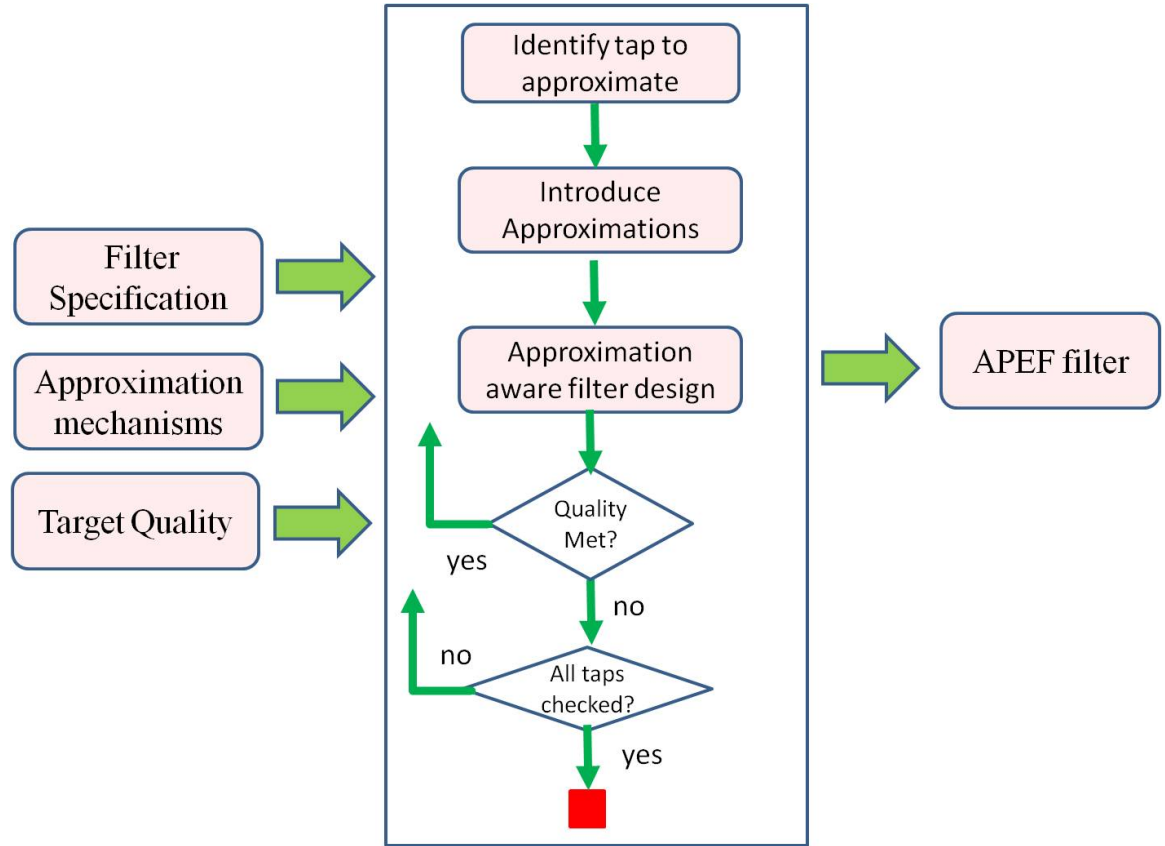 Filter
Specification
Approximation
mechanisms
Target Quality
Identify tap to
approximate
Introduce
Approximations
Approximation
aware filter design
Quality
Met?
yes
no
All taps
checked?
no
yes
APEF filter